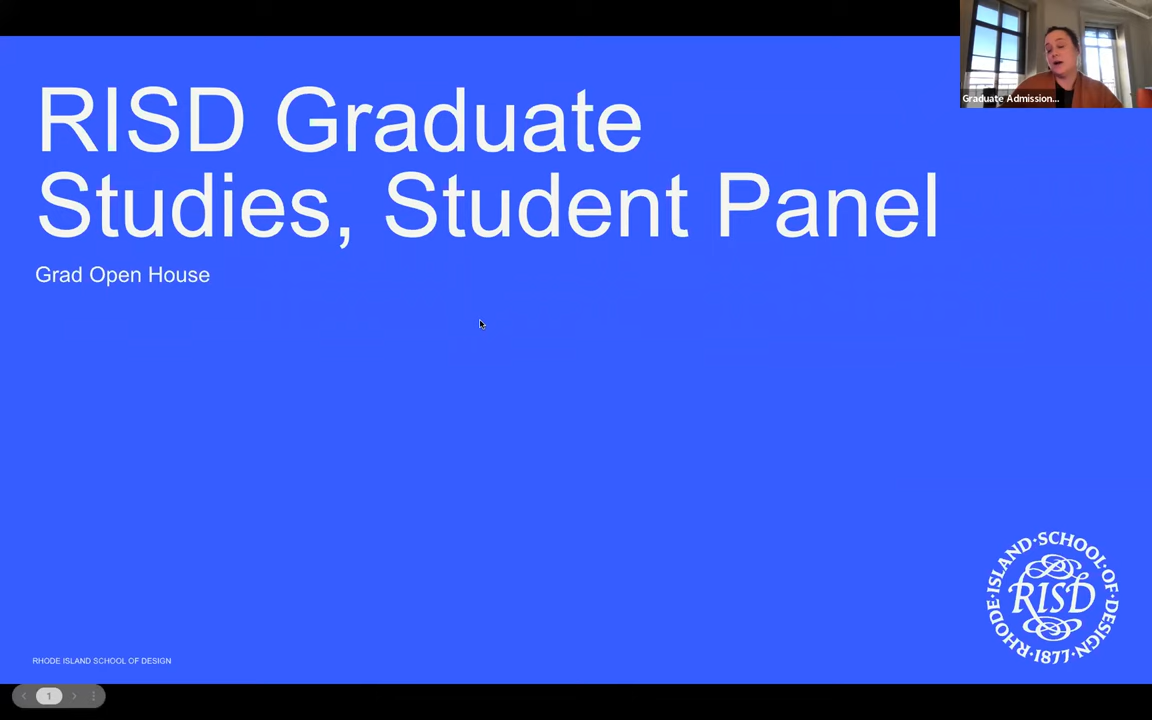 RISD Graduate
Studies, Student Panel
Grad Open House
Graduate Admission...
RHODE ISLAND SCHOOL OF DESIGN
RHODE·ISLAND·SCHOOL·OF·DESIGN·1877·
RISD
1